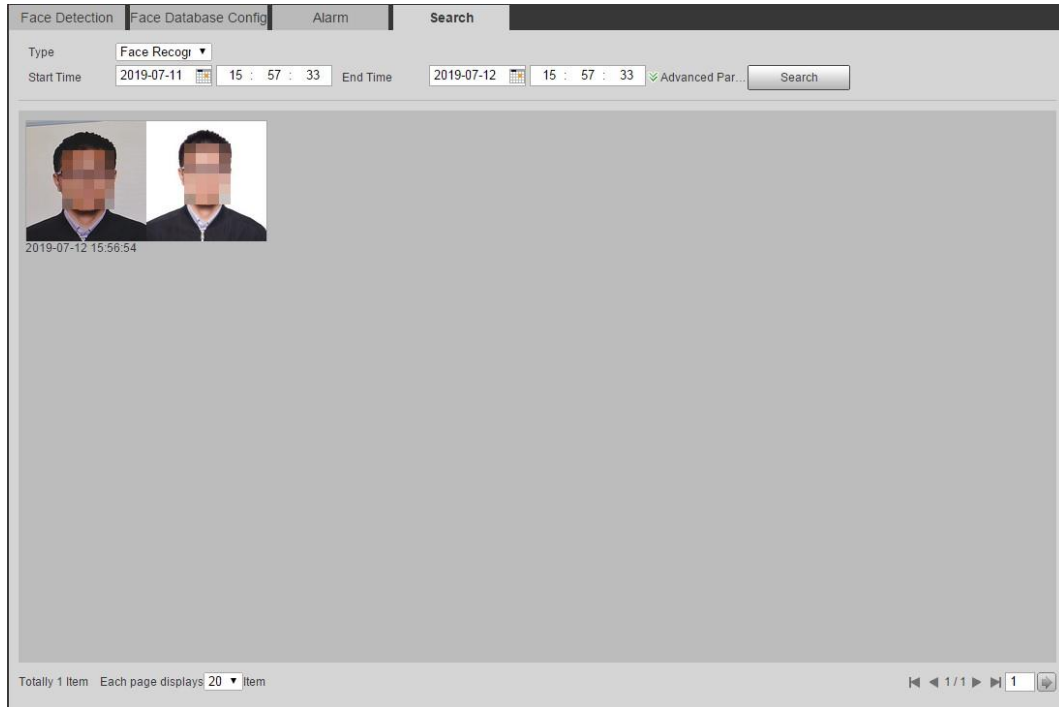 Face Detection Face Database Config Alarm Search
Type Face Recogr
Start Time 2019-07-11 15 : 57 : 33 End Time 2019-07-12 15 : 57 : 33 Advanced Par... Search
2019-07-12 15:56:54
Totally 1 Item Each page displays 20 Item 1 / 1 1